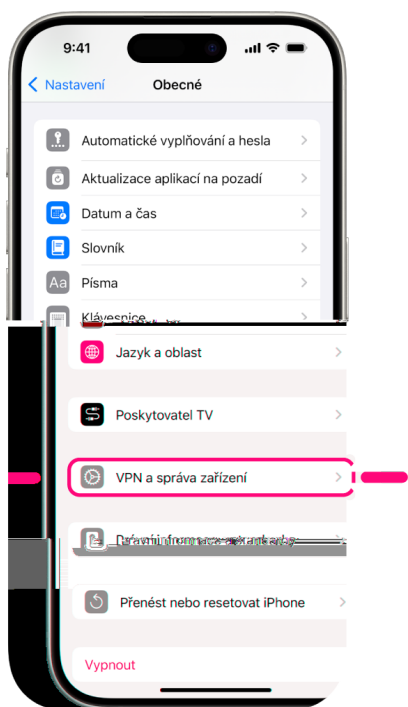 9:41
Nastavení
Obecné
Automatické vyplňování a hesla
Aktualizace aplikací na pozadí
Datum a čas
Slovník
Aa Písma
Klávesnice
Jazyk a oblast
Poskytovatel TV
VPN a správa zařízení
Přenést nebo resetovat iPhone
Vypnout